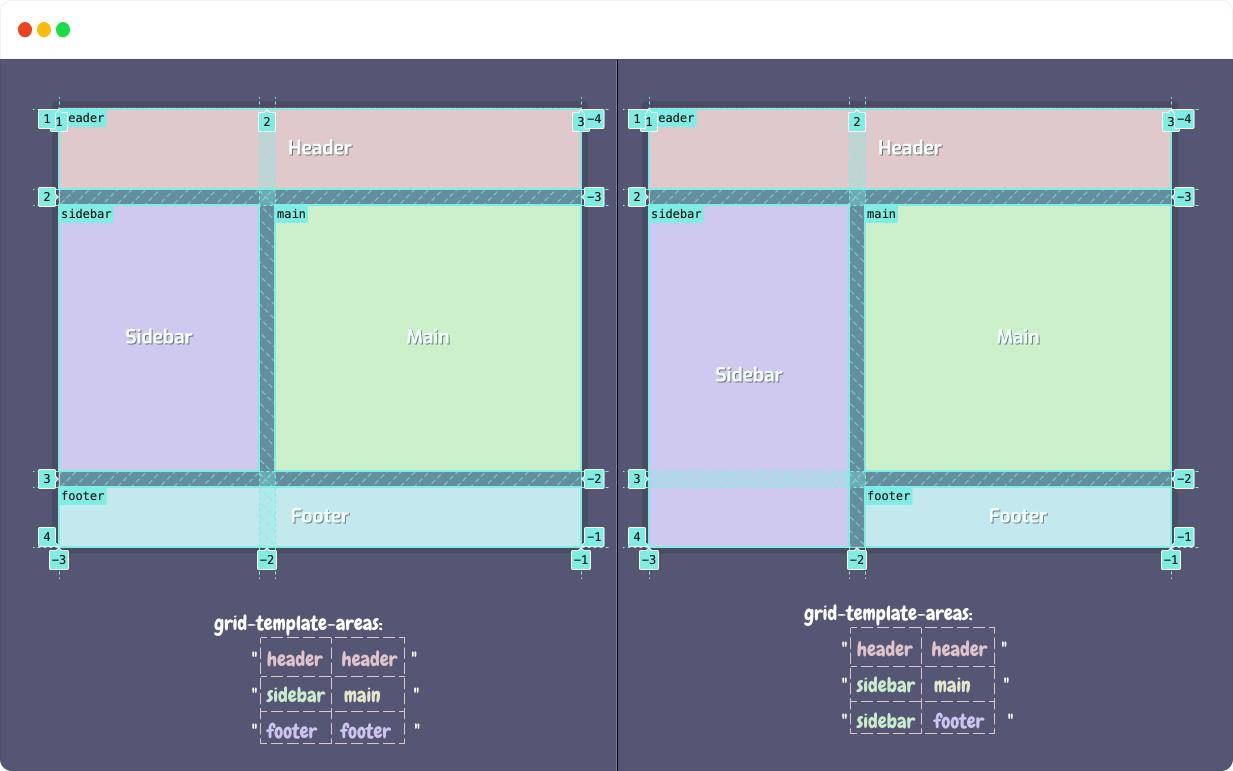 1 1 eader 2 3 -4
Header
2 -3
sidebar main
Sidebar Main
3 -2
footer
Footer
4 -1
-3 -2 -1
grid-template-areas:
" header header "
" sidebar main "
" footer footer "
1 1 eader 2 3 -4
Header
2 -3
sidebar main
Main
Sidebar
3 -2
footer
Footer
4 -1
-3 -2 -1
grid-template-areas:
" header header "
" sidebar main "
" sidebar footer "